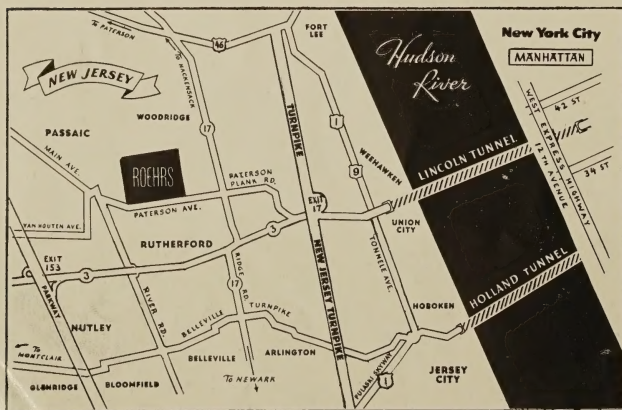 TO PATERSON
TO HACKENSACK
46
FORT
LEE
Hudson
River
New York City
MANHATTAN
NEW JERSEY
WOODRIDGE
17
TURNPIKE
1
PASSAIC
MAIN AVE.
ROEHRS
PATERSON
PLANK RD.
PATERSON AVE.
9
WEEHAWKEN
LINCOLN TUNNEL
WEST EXPRESS HIGHWAY
12TH AVENUE
42 ST.
34 ST
VAN HOUTEN AVE.
EXIT
17
UNION
CITY
RUTHERFORD
3
EXIT
153
3
PARKWAY
RIVER RD.
RIDGE RD.
17
NEW JERSEY TURNPIKE
TONNELE AVE.
HOBOKEN
HOLLAND TUNNEL
NUTLEY
BELLEVILLE TURNPIKE
TO
MONTCLAIR
BELLEVILLE
ARLINGTON
PULASKI SKYWAY
1
JERSEY
CITY
GLENRIDGE
BLOOMFIELD
TO NEWARK